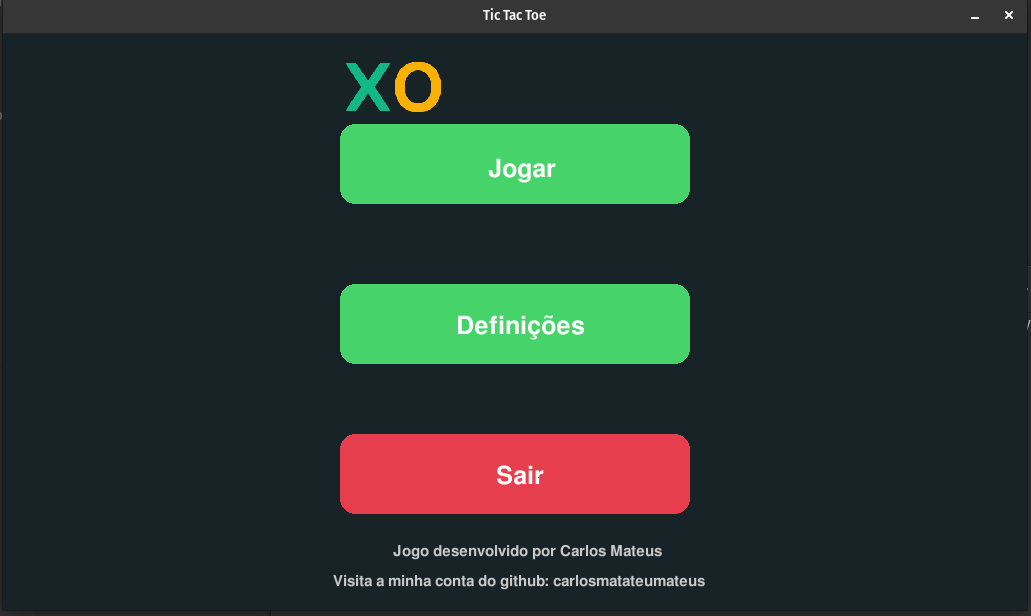 Tic Tac Toe
XO
Jogar
Definições
Sair
Jogo desenvolvido por Carlos Mateus
Visita a minha conta do github: carlosmatateumateus